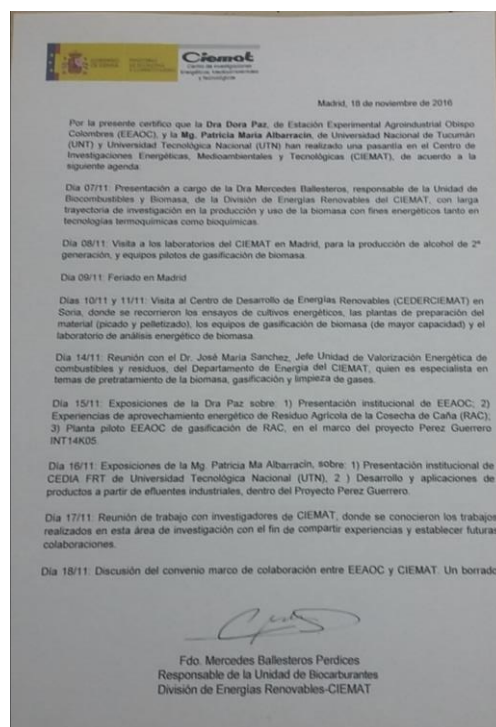 GOBIERNO
DE ESPAÑA
Ciemat
Centro de Investigaciones
Energéticas, Medioambientales
y Tecnológicas
Madrid, 18 de noviembre de 2016
Por la presente certifico que la Dra Dora Paz, de Estación Experimental Agroindustrial Obispo
Colombres (EEAOC), y la Mg. Patricia Maria Albarracin, de Universidad Nacional de Tucumán
(UNT) y Universidad Tecnológica Nacional (UTN) han realizado una pasantía en el Centro de
Investigaciones Energéticas, Medioambientales y Tecnológicas (CIEMAT), de acuerdo a la
siguiente agenda:
Día 07/11: Presentación a cargo de la Dra Mercedes Ballesteros, responsable de la Unidad de
Biocombustibles y Biomasa, de la División de Energías Renovables del CIEMAT, con larga
trayectoria de investigación en la producción y uso de la biomasa con fines energéticos tanto en
tecnologías termoquímicas como bioquímicas.
Día 08/11: Visita a los laboratorios del CIEMAT en Madrid, para la producción de alcohol de 2ª
generación, y equipos pilotos de gasificación de biomasa.
Día 09/11: Feriado en Madrid
Días 10/11 y 11/11: Visita al Centro de Desarrollo de Energías Renovables (CEDERCIEMAT) en
Soria, donde se recorrieron los ensayos de cultivos energéticos, las plantas de preparación del
material (picado y pelletizado), los equipos de gasificación de biomasa (de mayor capacidad) y el
laboratorio de análisis energético de biomasa.
Día 14/11: Reunión con el Dr. José María Sanchez, Jefe Unidad de Valorización Energética de
combustibles y residuos, del Departamento de Energía del CIEMAT, quien es especialista en
temas de pretratamiento de la biomasa, gasificación y limpieza de gases.
Día 15/11: Exposiciones de la Dra Paz sobre: 1) Presentación institucional de EEAOC; 2)
Experiencias de aprovechamiento energético de Residuo Agrícola de la Cosecha de Caña (RAC);
3) Planta piloto EEAOC de gasificación de RAC, en el marco del proyecto Perez Guerrero
INT14K05.
Día 16/11: Exposiciones de la Mg. Patricia Ma Albarracin, sobre: 1) Presentación institucional de
CEDIA FRT de Universidad Tecnológica Nacional (UTN), 2 ) Desarrollo y aplicaciones de
productos a partir de efluentes industriales, dentro del Proyecto Perez Guerrero.
Día 17/11: Reunión de trabajo con investigadores de CIEMAT, donde se conocieron los trabajos
realizados en esta área de investigación con el fin de compartir experiencias y establecer futuras
colaboraciones.
Día 18/11: Discusión del convenio marco de colaboración entre EEAOC y CIEMAT. Un borrado
Fdo. Mercedes Ballesteros Perdices
Responsable de la Unidad de Biocarburantes
División de Energías Renovables-CIEMAT